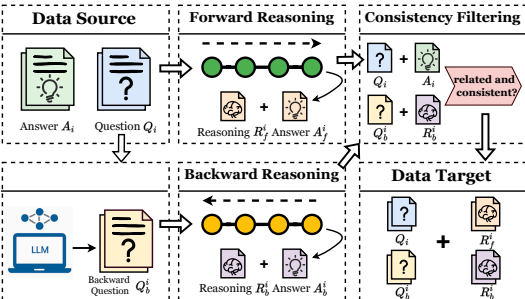 Data Source
Answer A_i
Question Q_i
Forward Reasoning
Reasoning R_f^i Answer A_f^i
Consistency Filtering
Q_i + A_i
Q_b^i + R_b^i
related and
consistent?
LLM
Backward
Question Q_b^i
Backward Reasoning
Reasoning R_b^i Answer A_b^i
Data Target
Q_i
R_f^i
+
Q_b^i
R_b^i